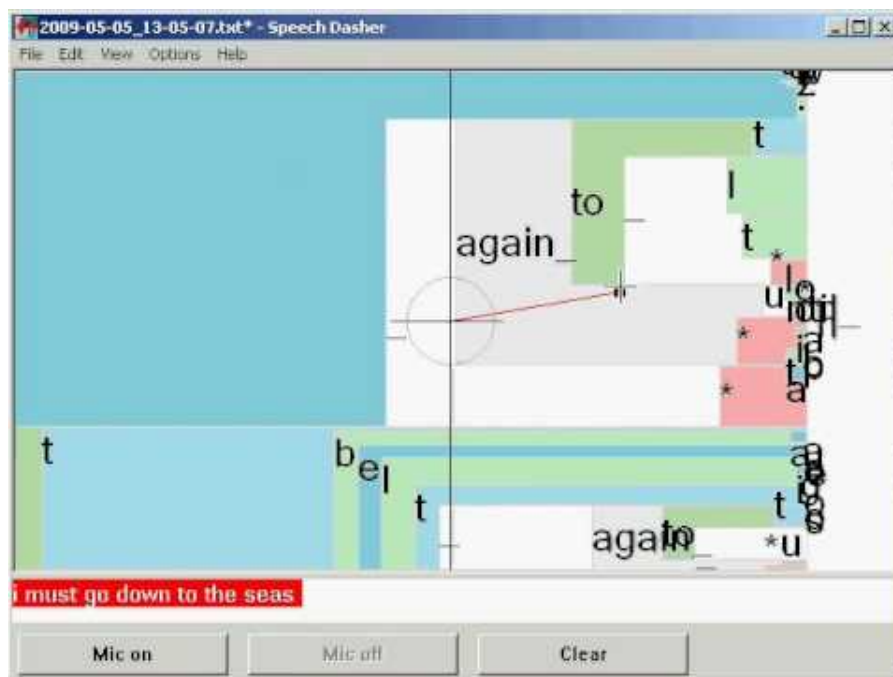 2009-05-05_13-05-07.txt* - Speech Dasher
File Edit View Options Help
t
to
l
again_
t
*
u
*
*
a
t
b
e
l
t
t
again
to
*u
i must go down to the seas
Mic on Mic off Clear